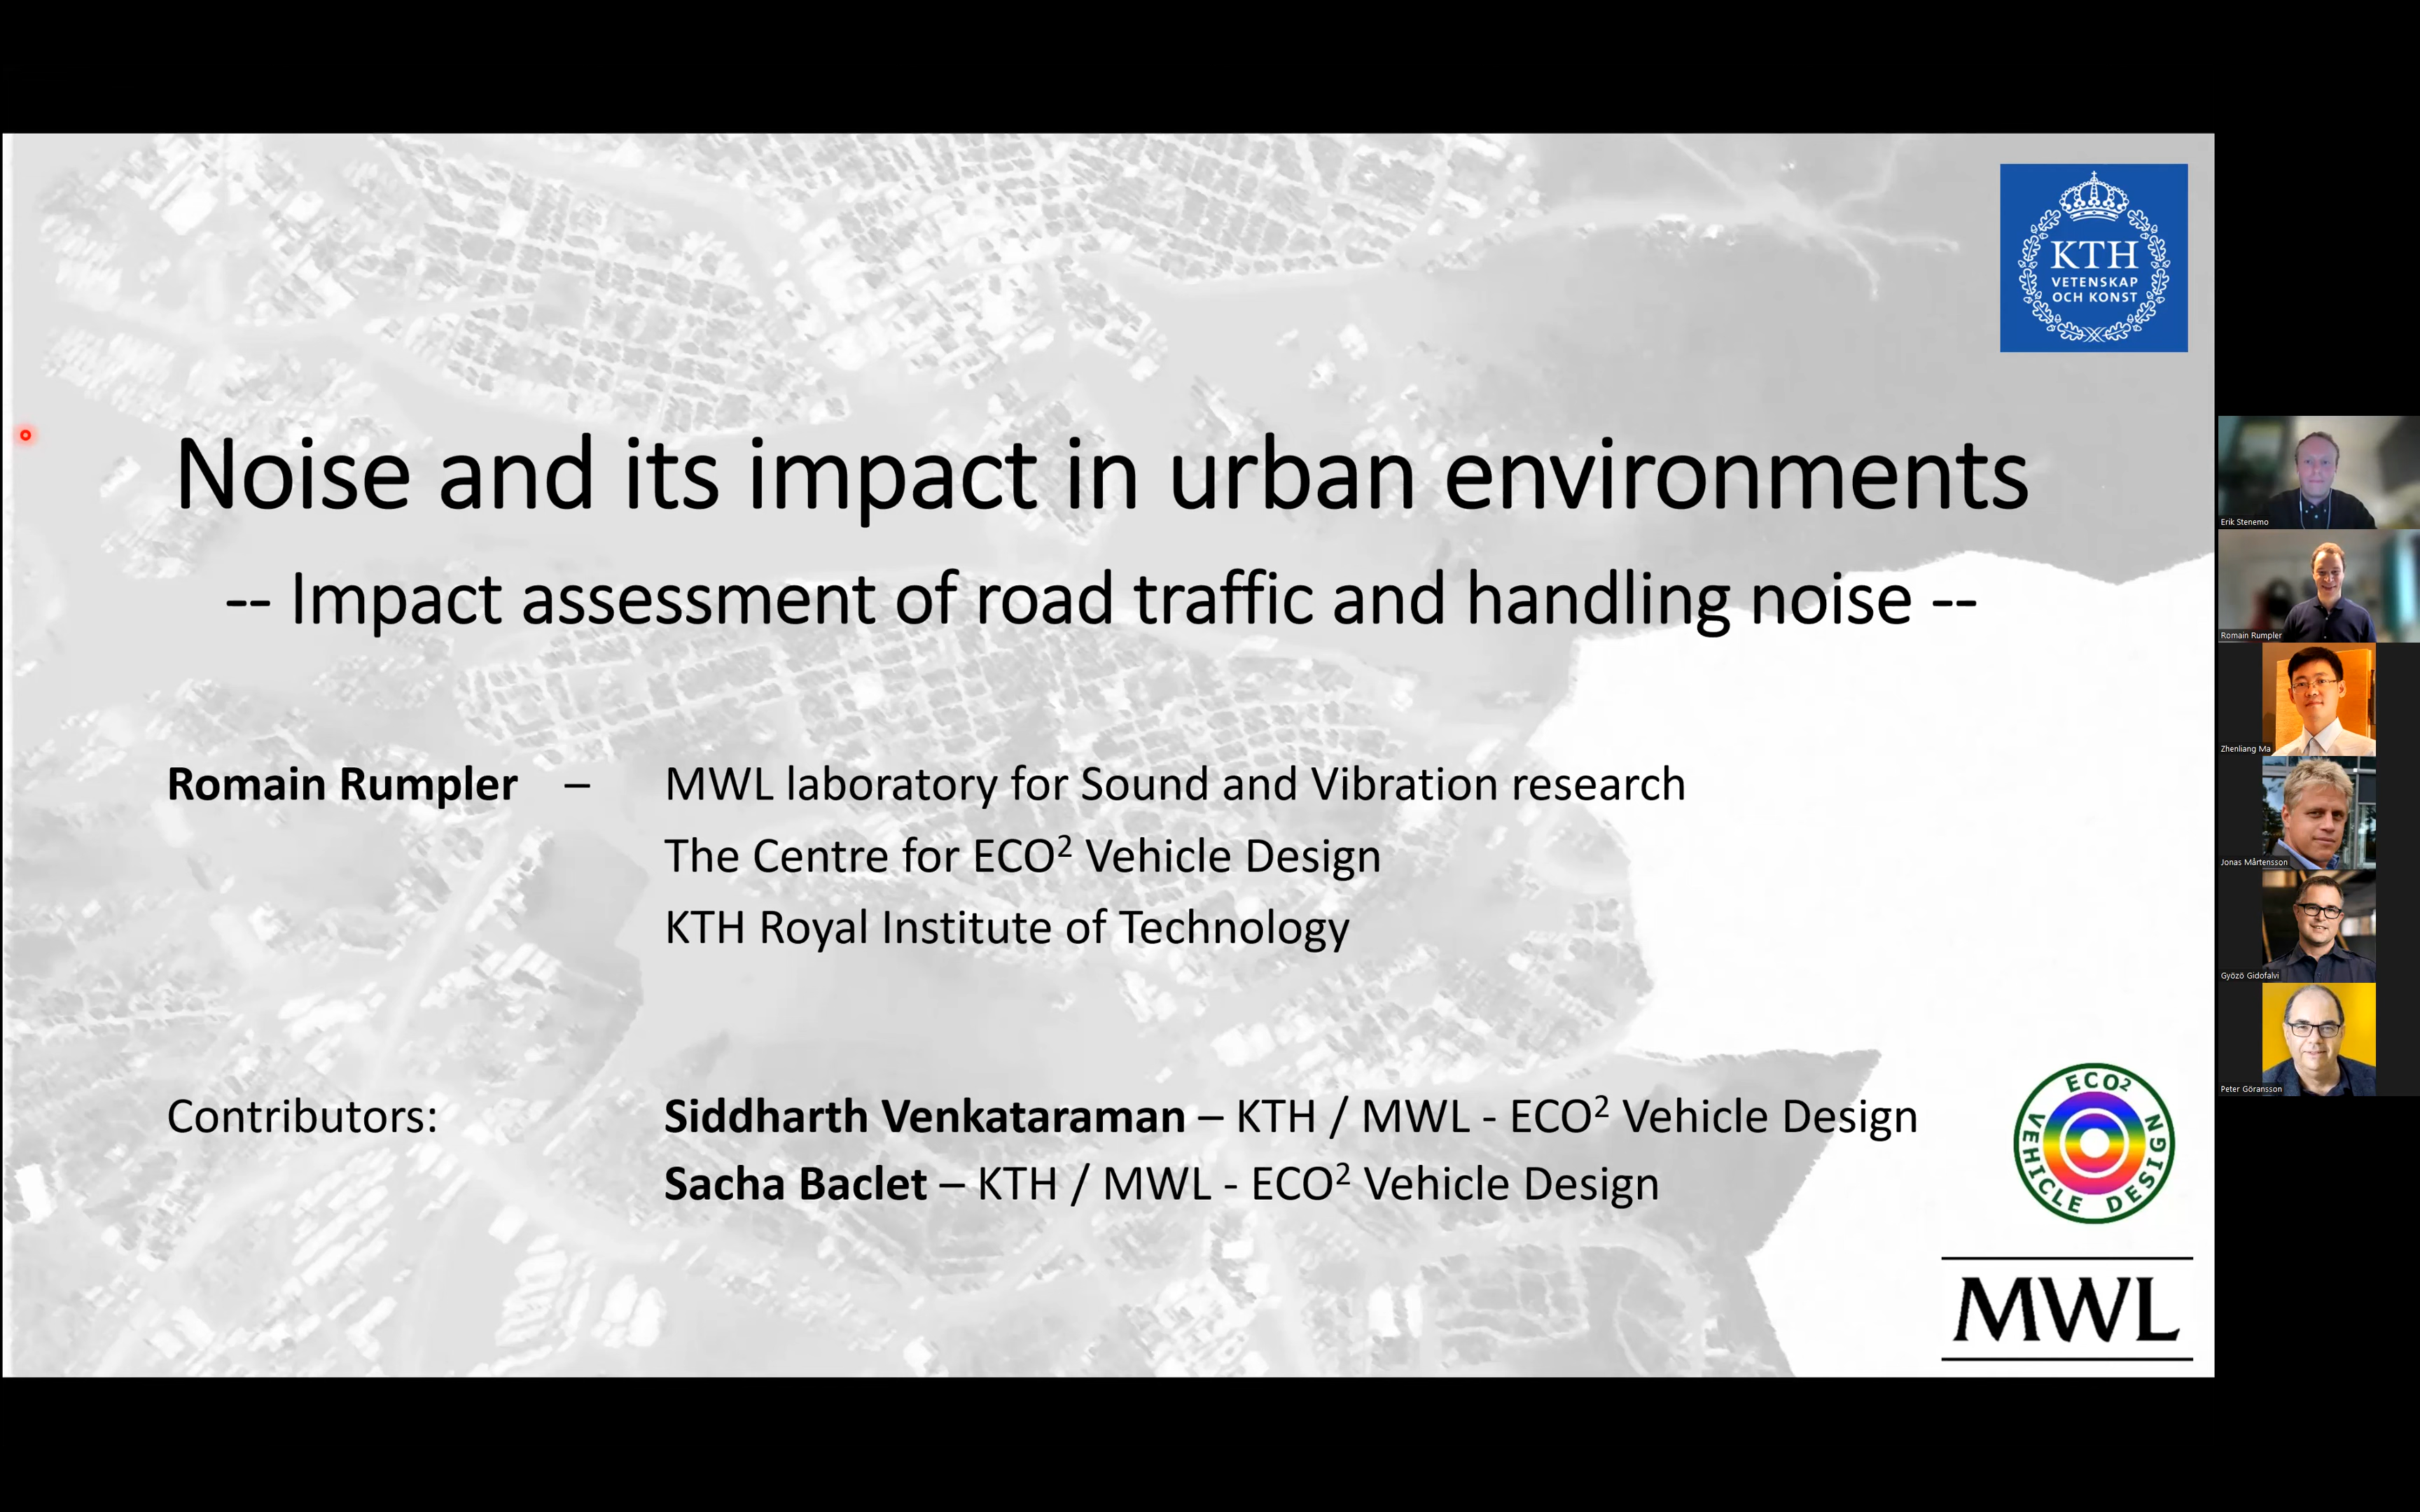 KTH
VETENSKAP
OCH KONST
Noise and its impact in urban environments
-- Impact assessment of road traffic and handling noise --
Romain Rumpler – MWL laboratory for Sound and Vibration research
The Centre for ECO² Vehicle Design
KTH Royal Institute of Technology
Contributors: Siddharth Venkataraman – KTH / MWL - ECO² Vehicle Design
Sacha Baclet – KTH / MWL - ECO² Vehicle Design
ECO² VEHICLE DESIGN
MWL
Erik Stenemo
Romain Rumpler
Zhenliang Ma
Jonas Mårtensson
Győző Gidofalvi
Peter Göransson